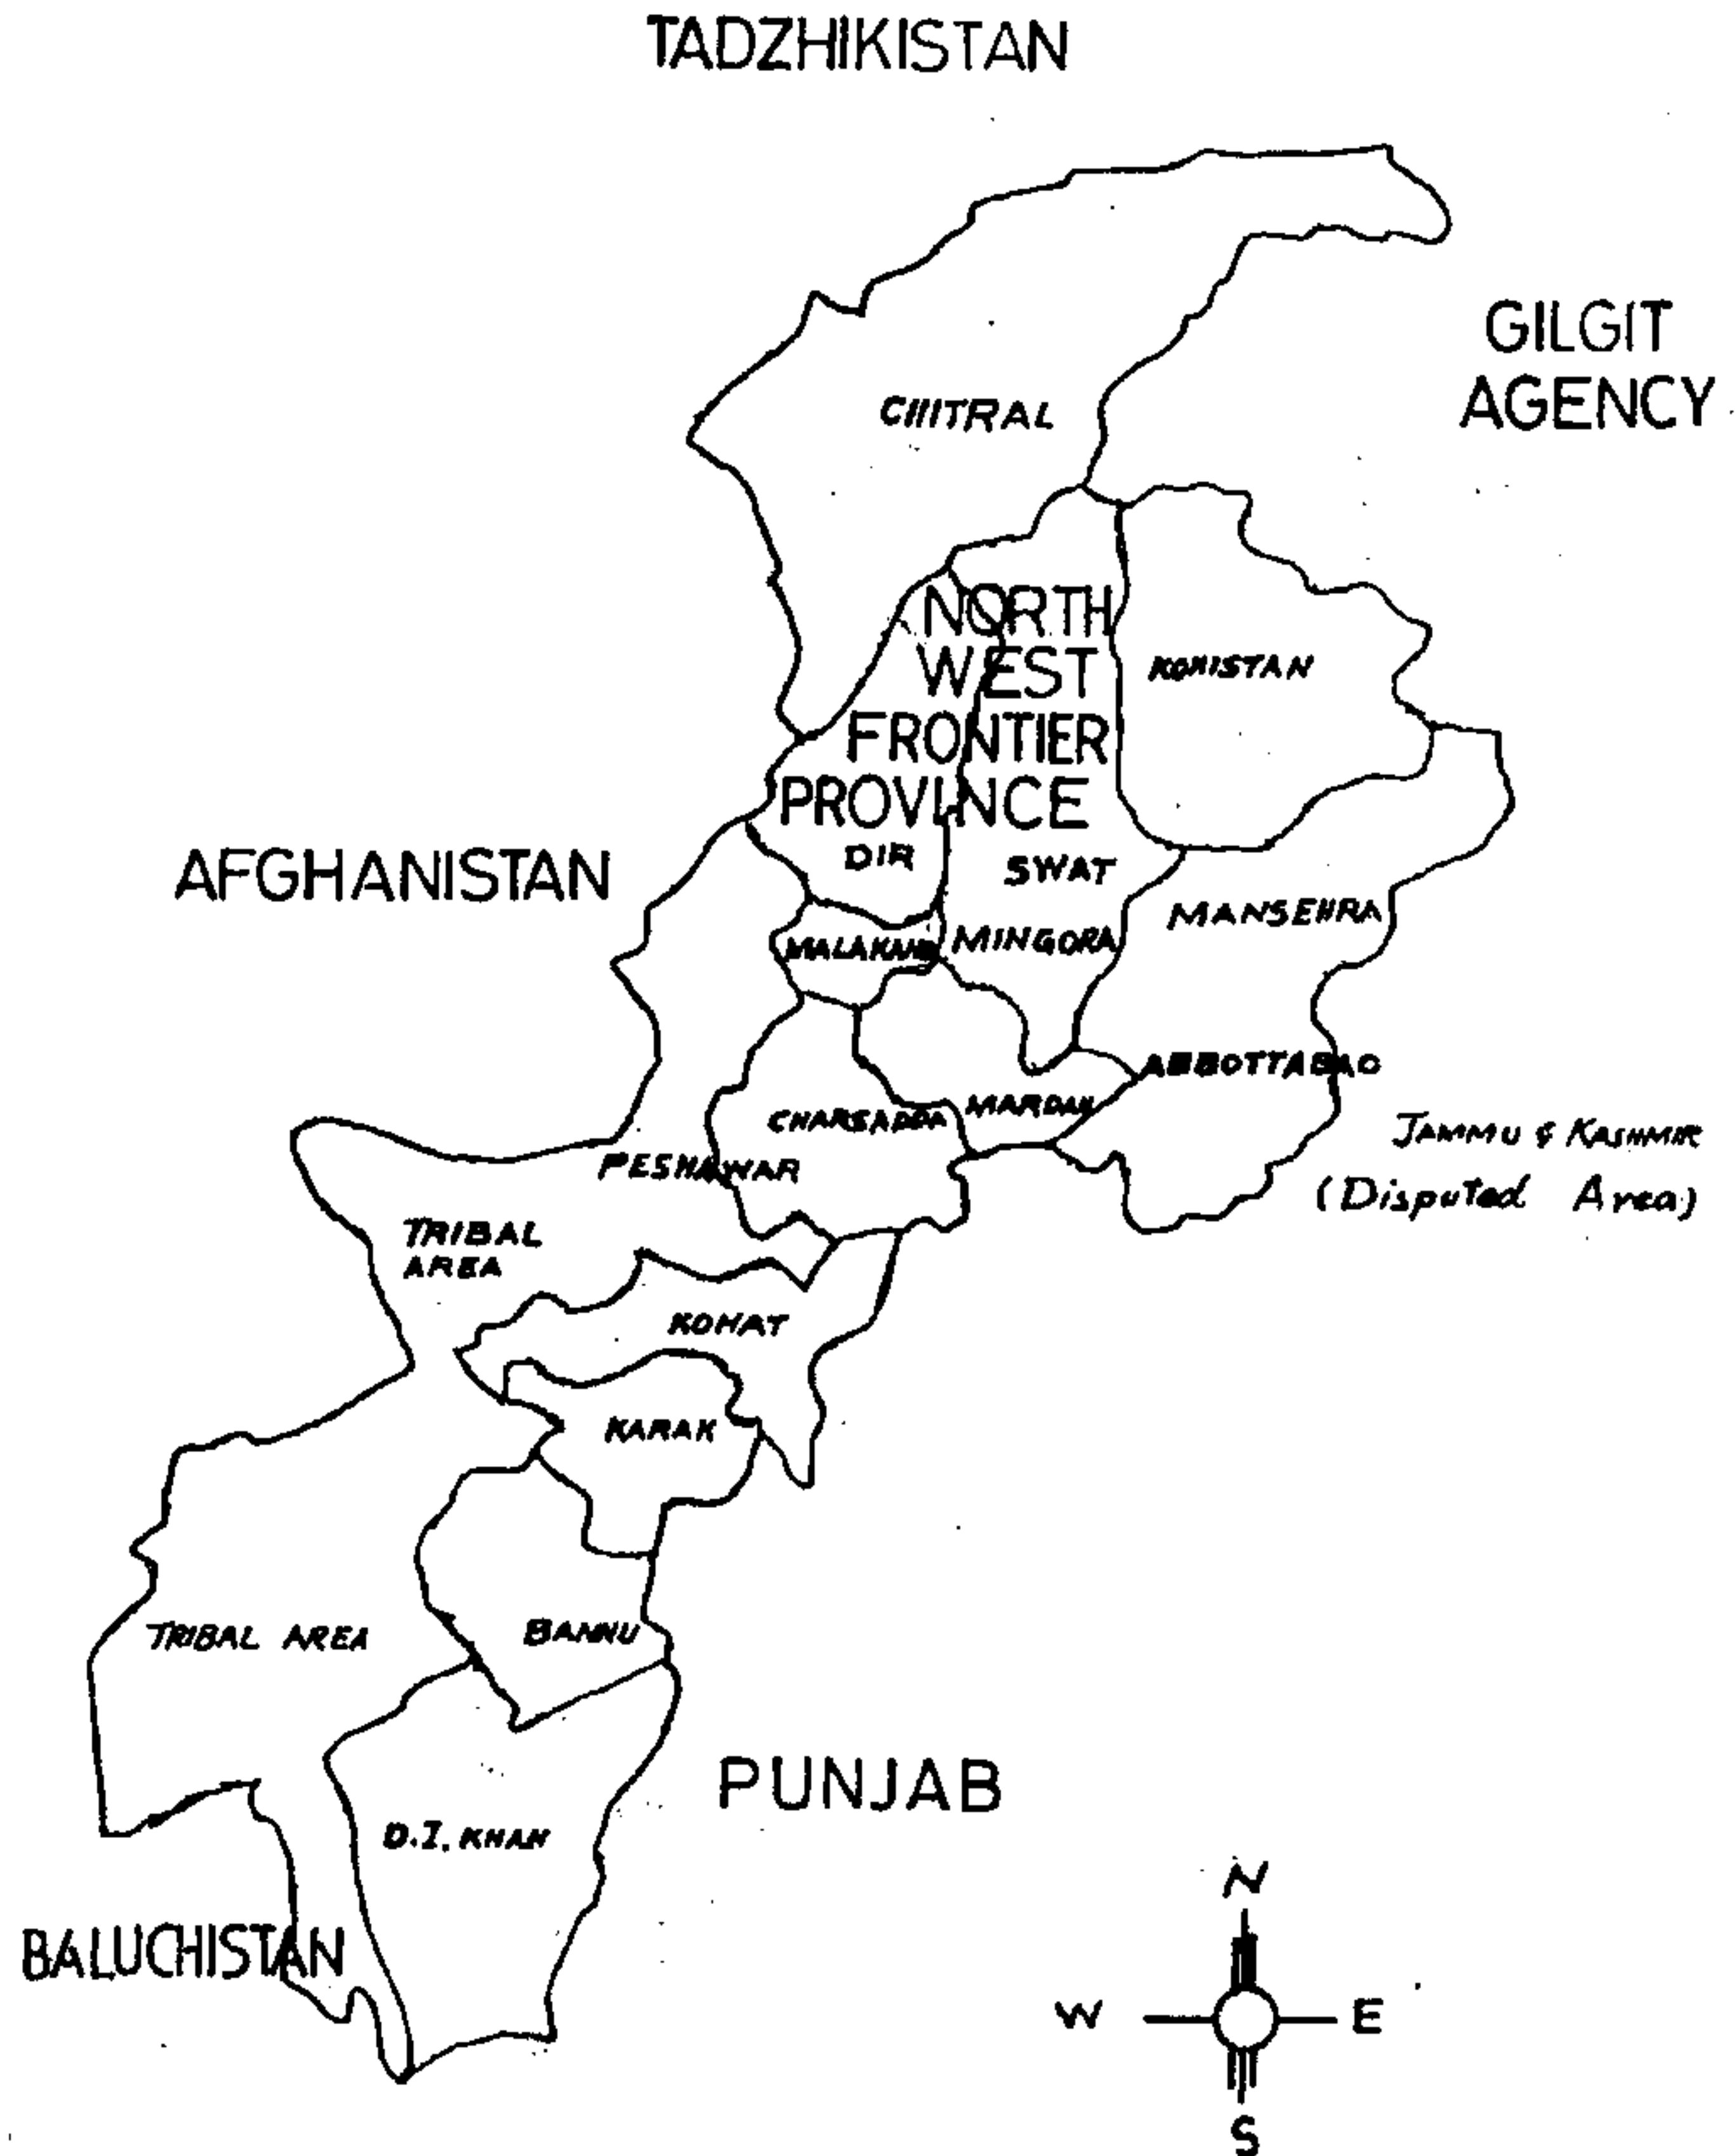 TADZHIKISTAN
GILGIT
AGENCY
CHITRAL
NORTH
WEST
FRONTIER
PROVINCE
KOHISTAN
AFGHANISTAN
DIR
SWAT
MANSEHRA
MALAKAND
MINGORA
ABBOTTABAD
CHARSADDA
MARDAN
JAMMU & KASHMIR
(Disputed Area)
PESHAWAR
TRIBAL
AREA
KOHAT
KARAK
TRIBAL AREA
BANNU
PUNJAB
D.I. KHAN
BALUCHISTAN
N
W
E
S